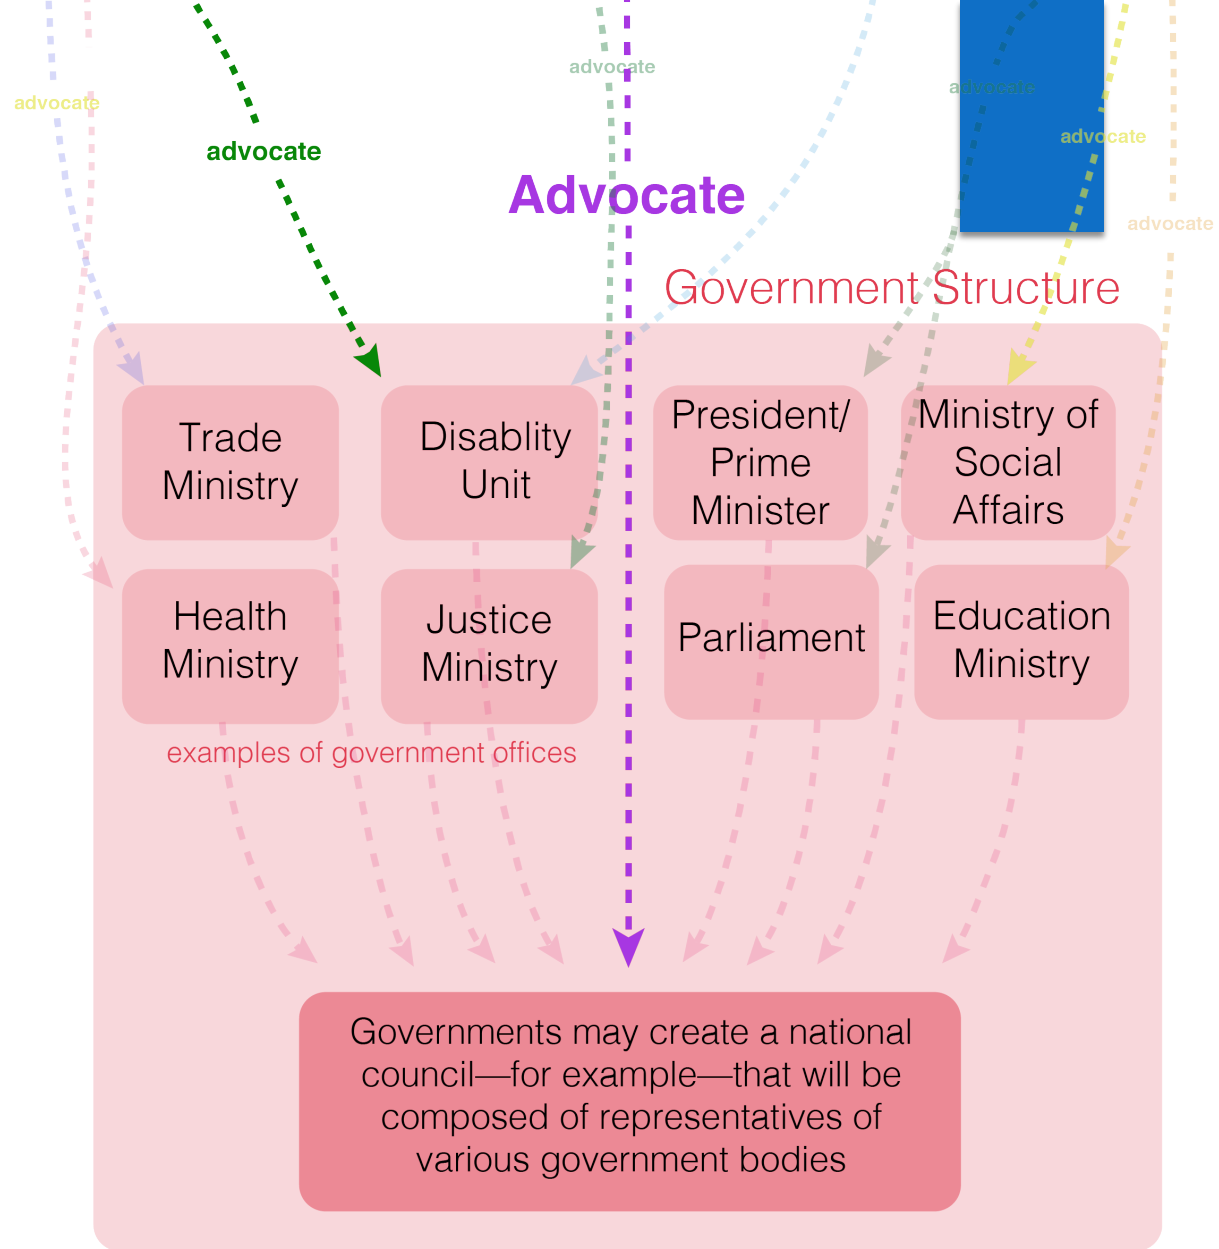 advocate
advocate
advocate
advocate
advocate
Advocate
advocate
Government Structure
Trade
Ministry
Disablity
Unit
President/
Prime
Minister
Ministry of
Social
Affairs
Health
Ministry
Justice
Ministry
Parliament
Education
Ministry
examples of government offices
Governments may create a national
council—for example—that will be
composed of representatives of
various government bodies